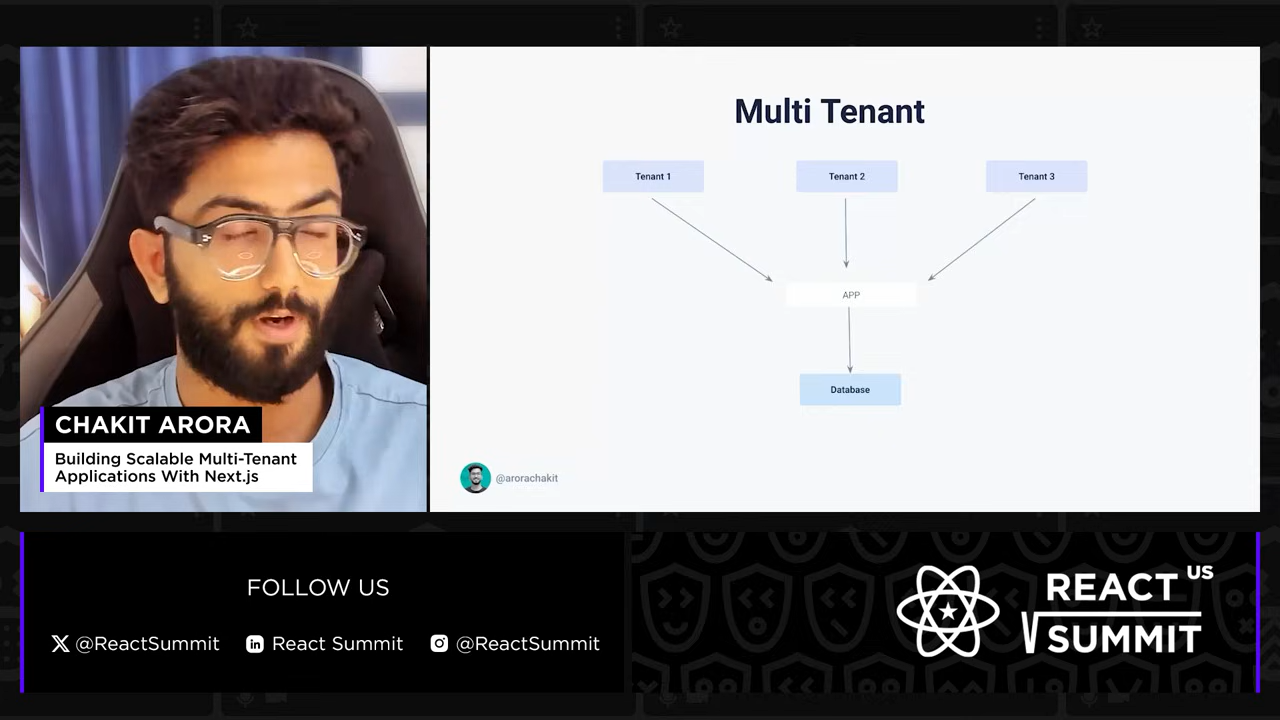 Multi Tenant
Tenant 1
Tenant 2
Tenant 3
APP
Database
@arorachakit
CHAKIT ARORA
Building Scalable Multi-Tenant
Applications With Next.js
FOLLOW US
@ReactSummit
React Summit
@ReactSummit
REACT US
SUMMIT